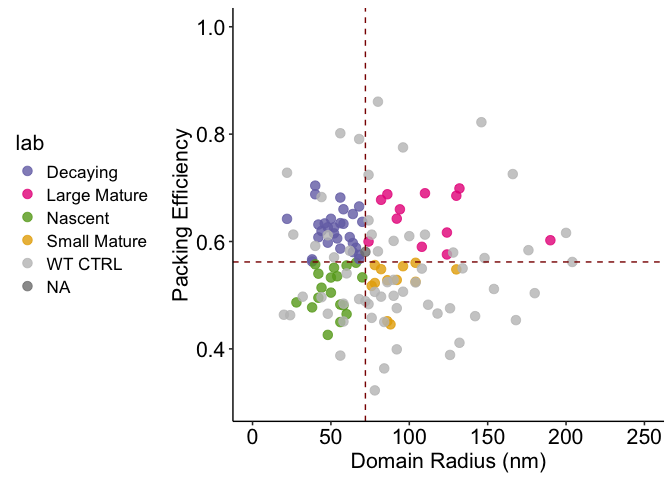 lab
Decaying
Large Mature
Nascent
Small Mature
WT CTRL
NA
Packing Efficiency
1.0
0.8
0.6
0.4
0 50 100 150 200 250
Domain Radius (nm)